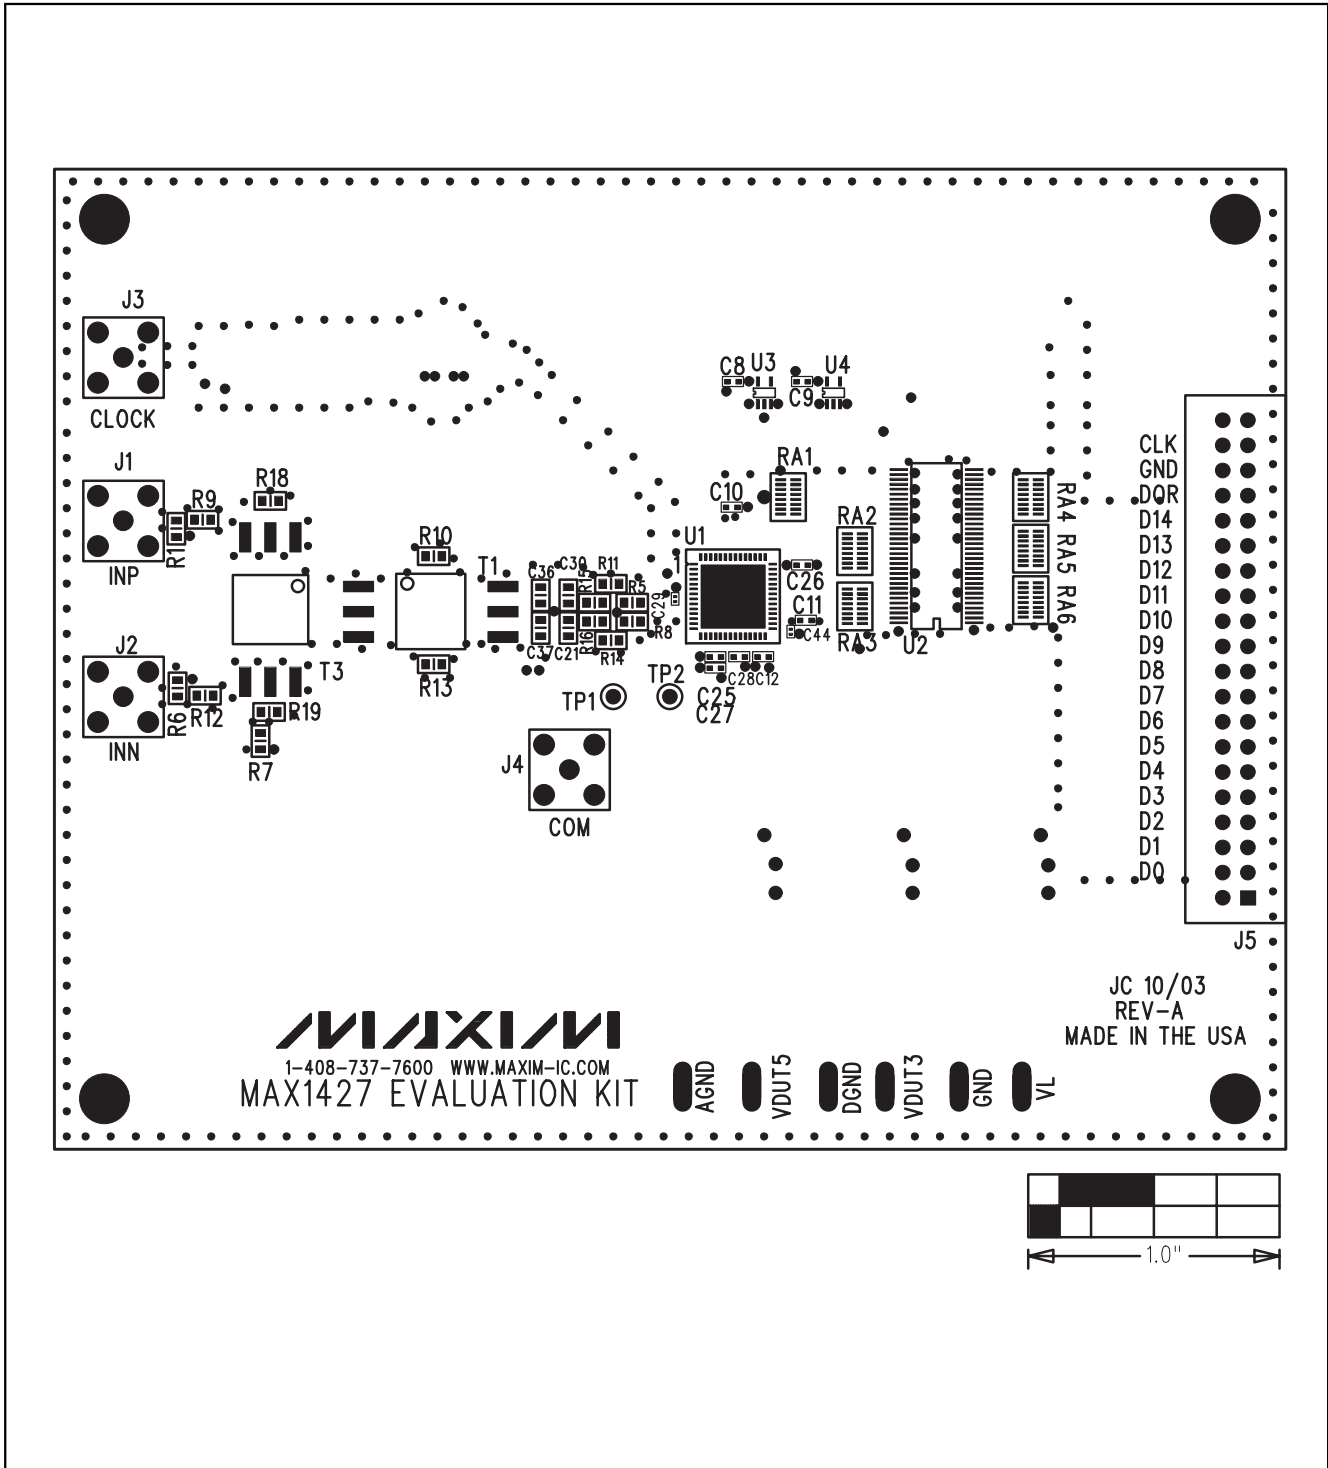 J3
CLOCK
J1
INP
R1
R9
R18
J2
INN
R6
R12
R19
R7
T3
R10
R13
T1
C36
C30
R15
R11
R5
C29
R8
R16
R14
C37
C21
TP1
TP2
J4
COM
C8
U3
C9
U4
RA1
C10
U1
1
C26
C11
C44
C28
C12
C25
C27
RA2
RA3
U2
RA4
RA5
RA6
CLK
GND
DOR
D14
D13
D12
D11
D10
D9
D8
D7
D6
D5
D4
D3
D2
D1
D0
J5
JC 10/03
REV-A
MADE IN THE USA
MAXIM
1-408-737-7600 WWW.MAXIM-IC.COM
MAX1427 EVALUATION KIT
AGND
VDUT5
DGND
VDUT3
GND
VL
1.0"